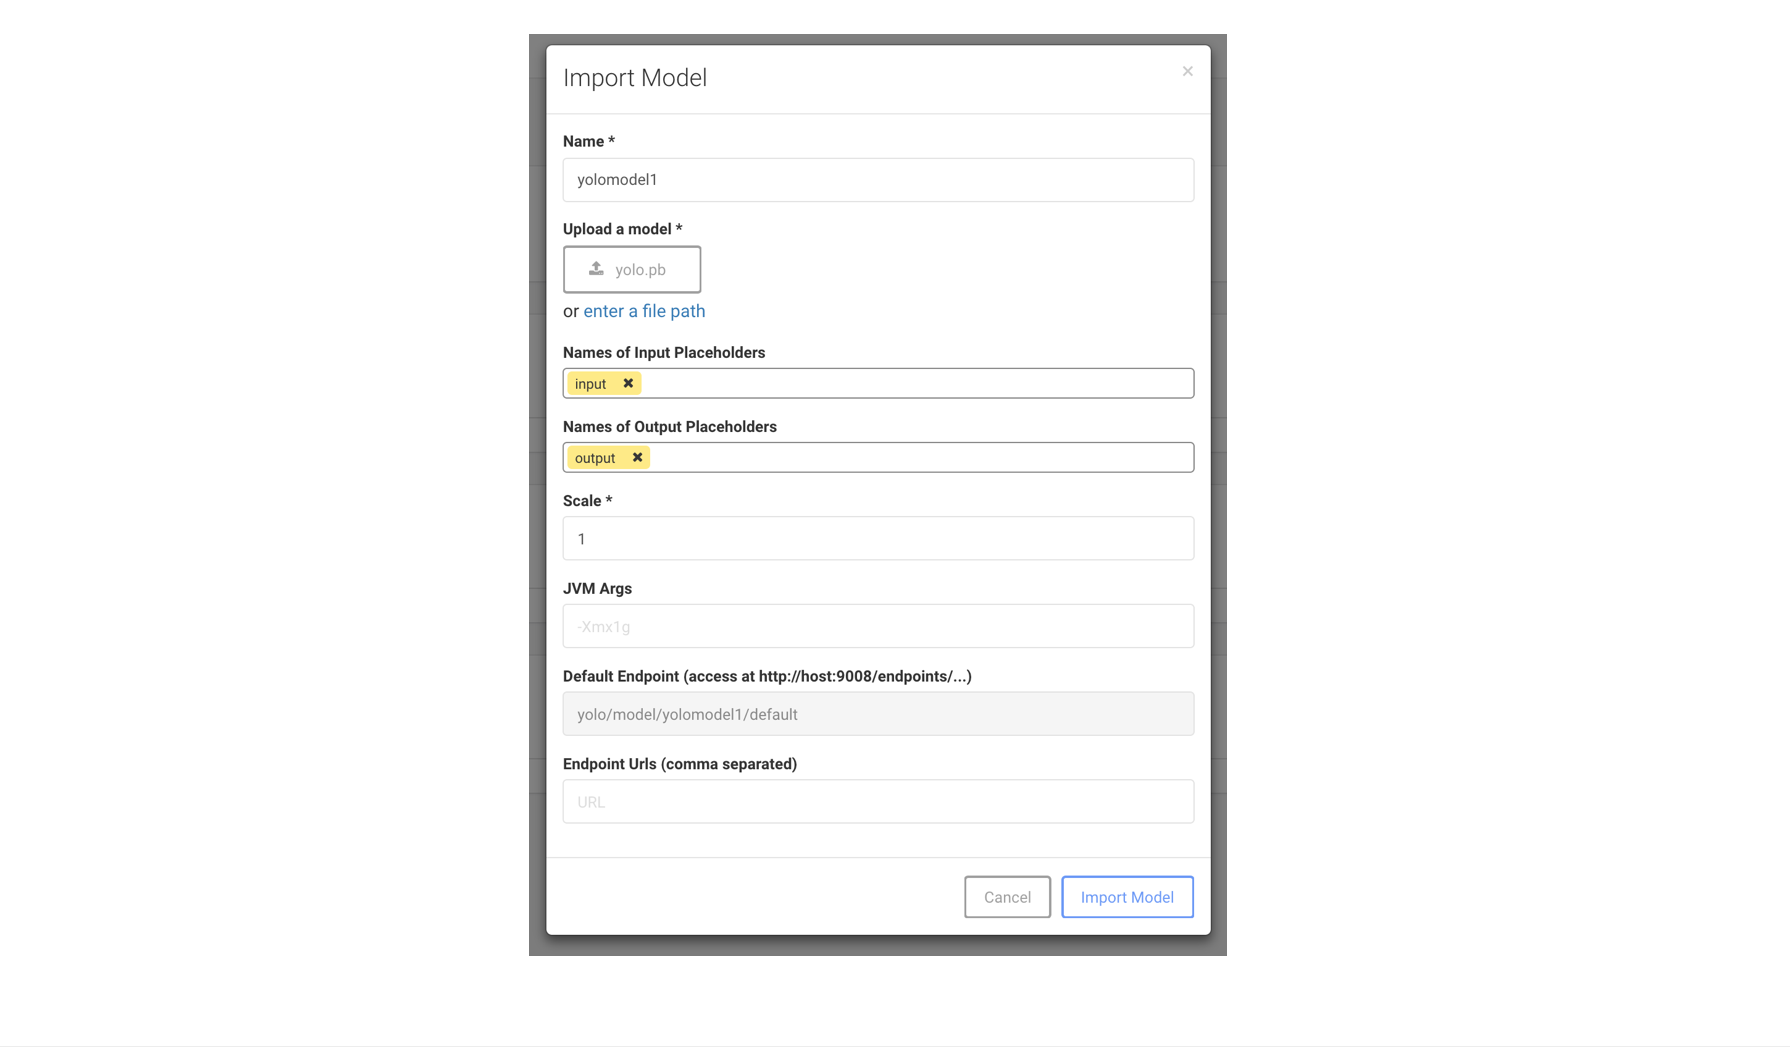 Import Model
×
Name *
yolomodel1
Upload a model *
yolo.pb
or enter a file path
Names of Input Placeholders
input ✖
Names of Output Placeholders
output ✖
Scale *
1
JVM Args
-Xmx1g
Default Endpoint (access at http://host:9008/endpoints/...)
yolo/model/yolomodel1/default
Endpoint Urls (comma separated)
URL
Cancel Import Model